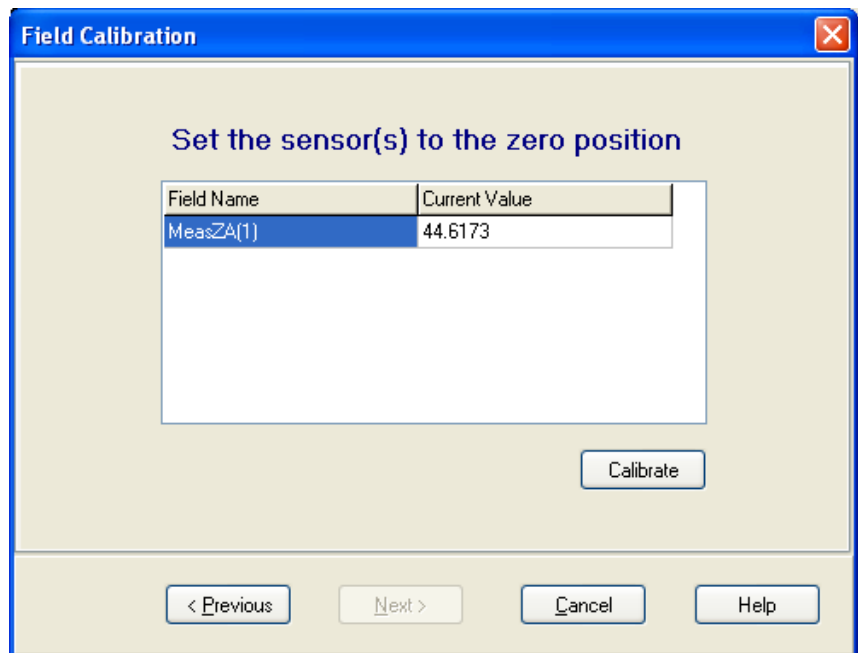 Field Calibration
Set the sensor(s) to the zero position
Field Name Current Value
MeasZA(1) 44.6173
Calibrate
< Previous Next > Cancel Help